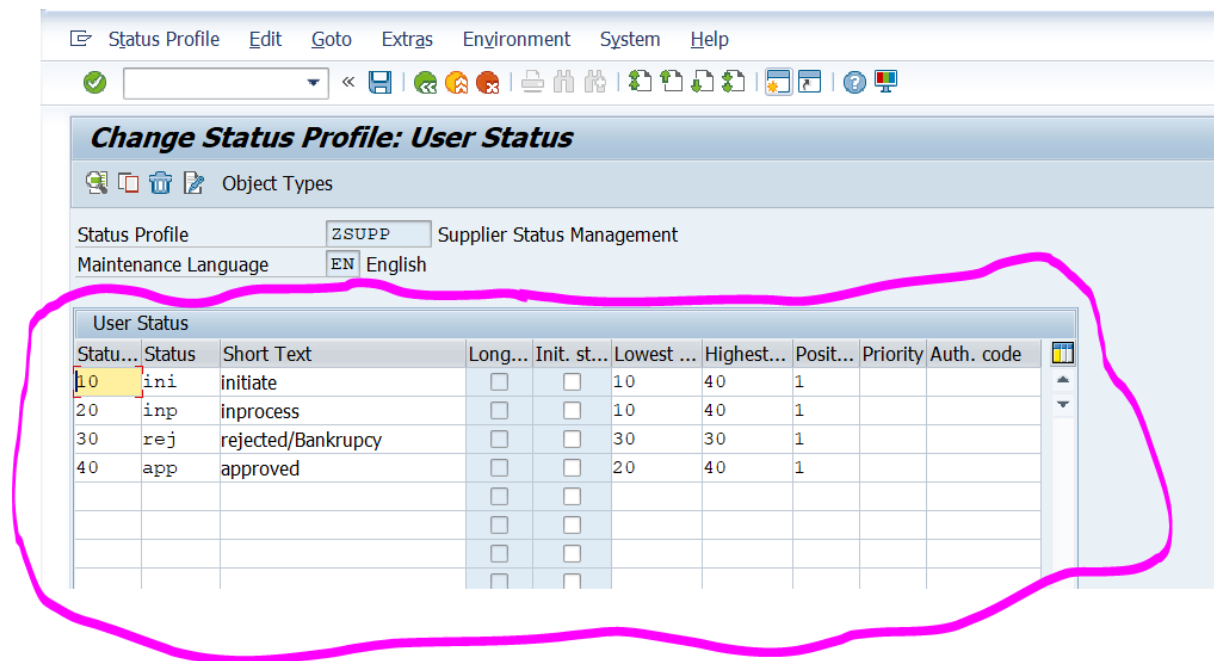 Status Profile Edit Goto Extras Environment System Help
Change Status Profile: User Status
Object Types
Status Profile ZSUPP Supplier Status Management
Maintenance Language EN English
User Status
Statu... Status Short Text Long... Init. st... Lowest ... Highest... Posit... Priority Auth. code
10 ini initiate 10 40 1
20 inp inprocess 10 40 1
30 rej rejected/Bankrupcy 30 30 1
40 app approved 20 40 1